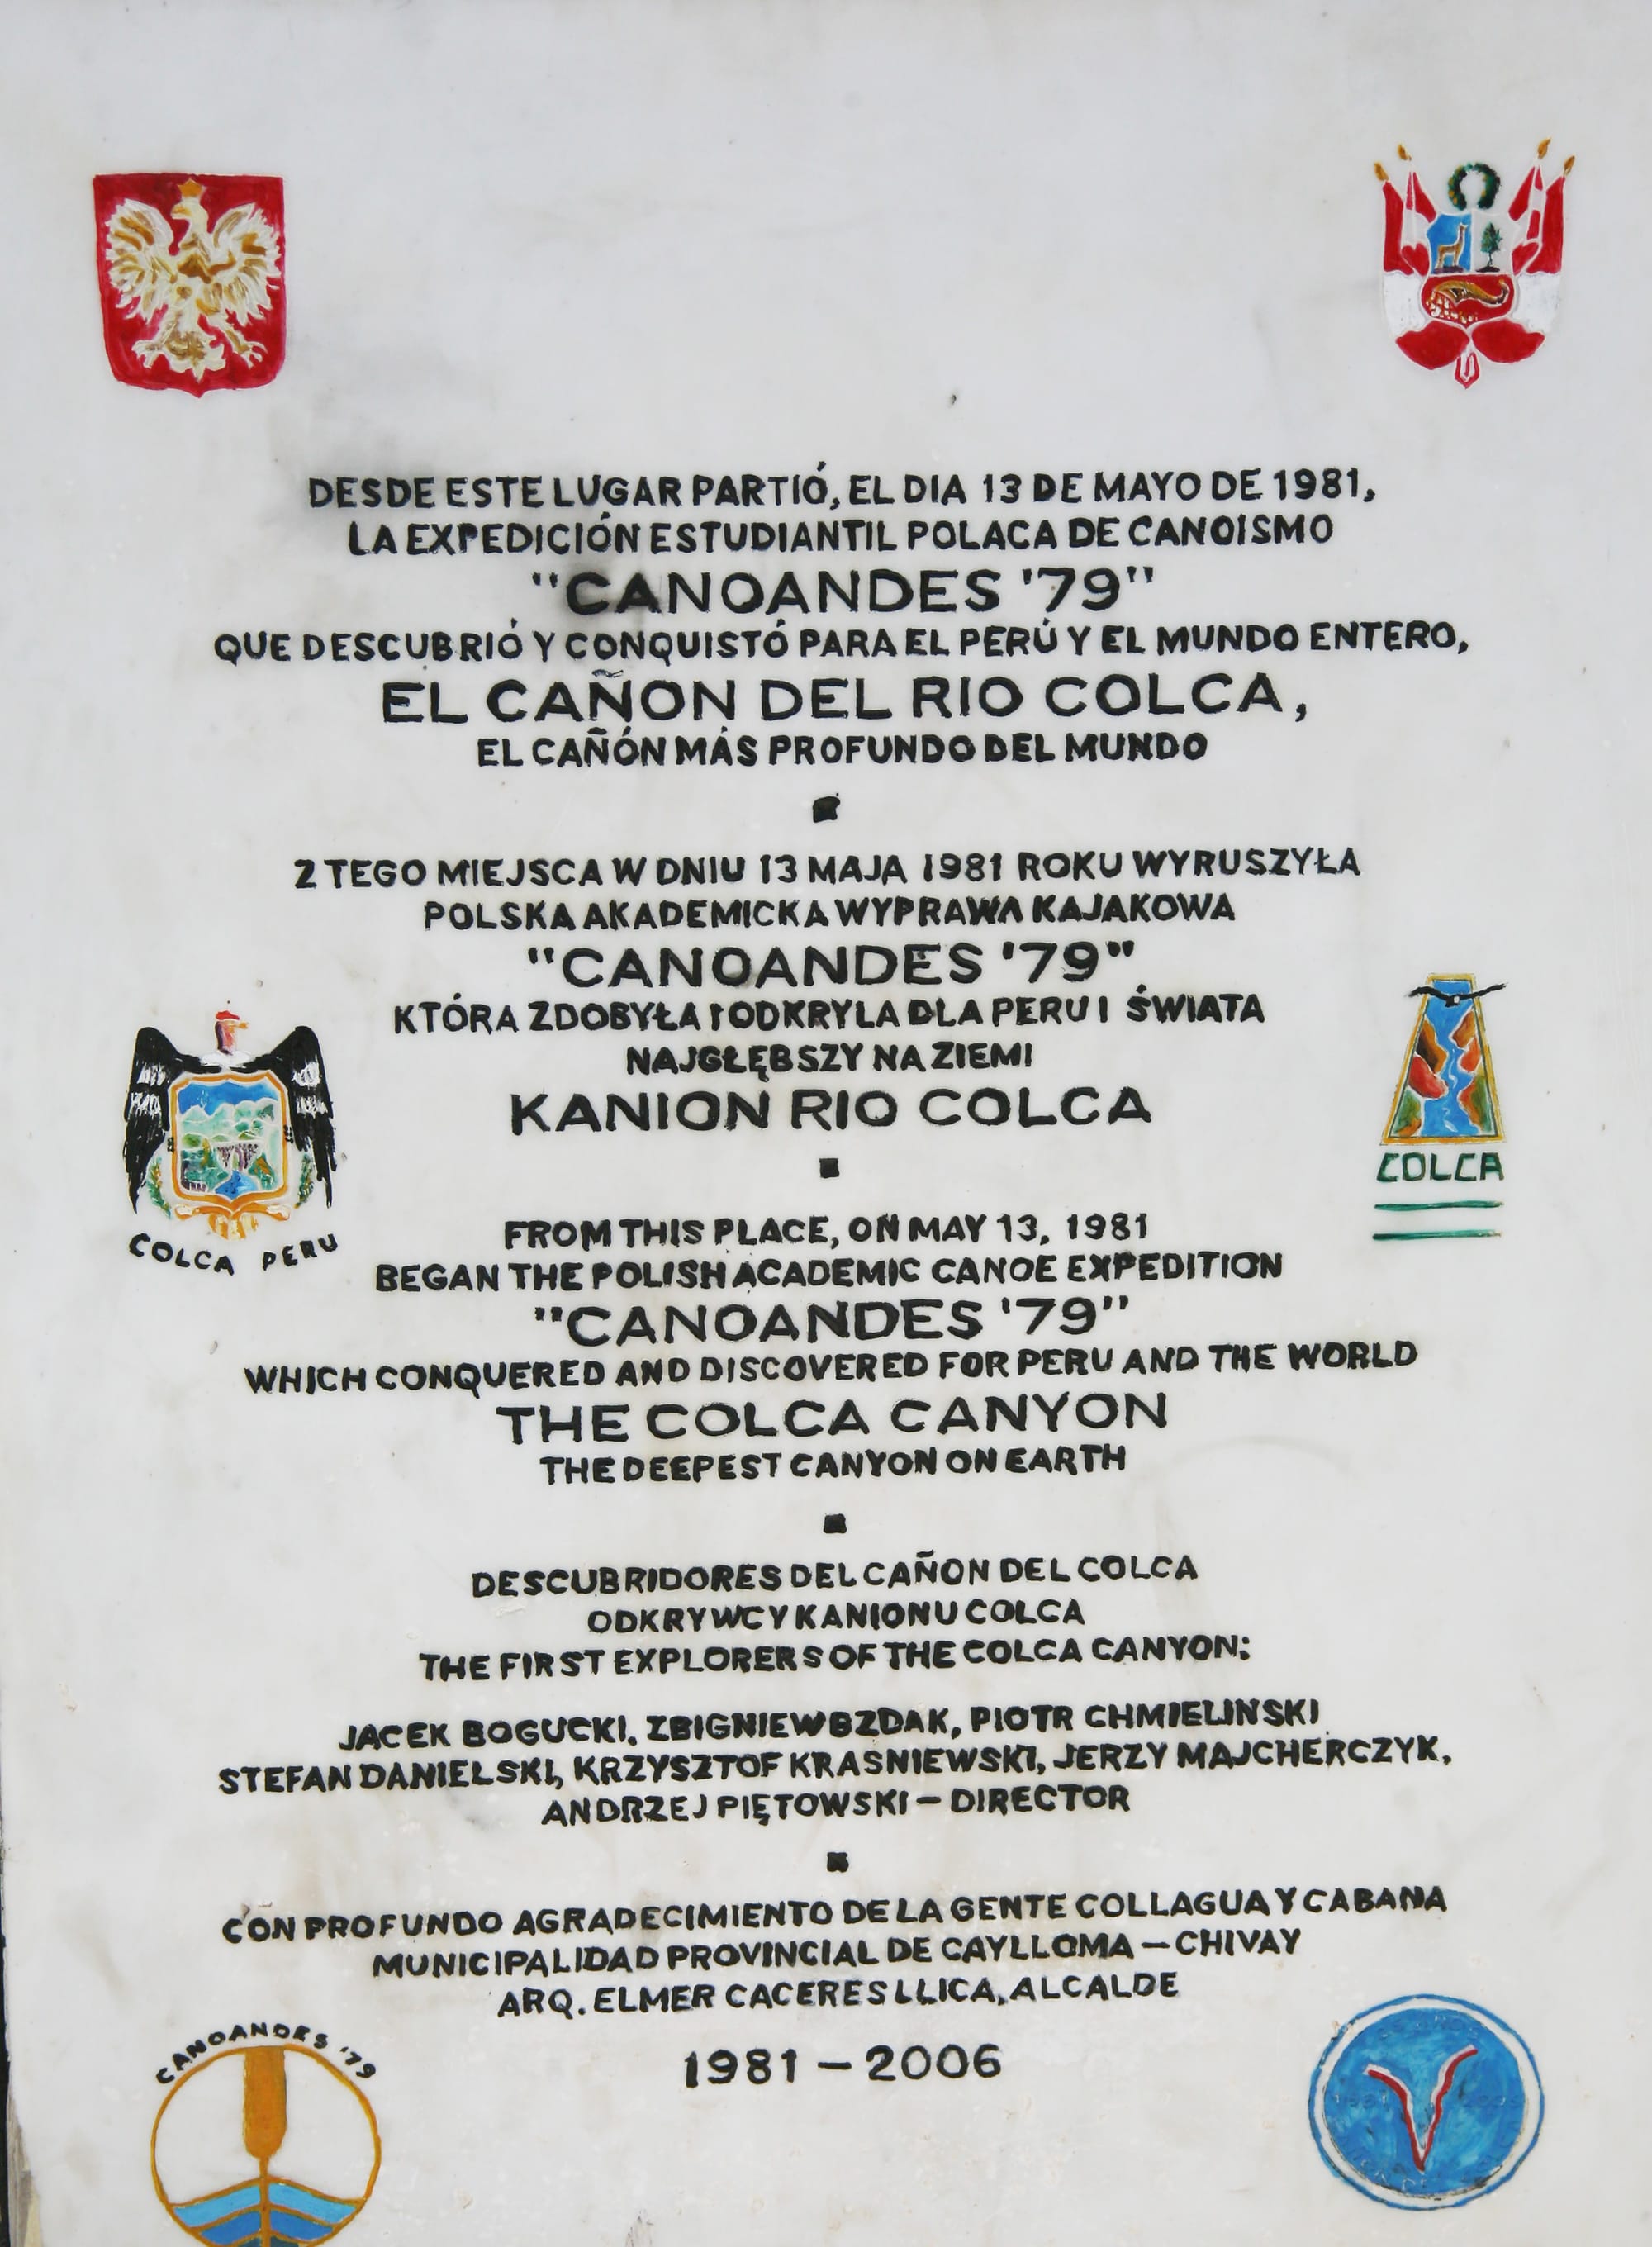 DESDE ESTE LUGAR PARTIÓ, EL DIA 13 DE MAYO DE 1981,
LA EXPEDICIÓN ESTUDIANTIL POLACA DE CANOISMO
"CANOANDES '79"
QUE DESCUBRIÓ Y CONQUISTÓ PARA EL PERÚ Y EL MUNDO ENTERO,
EL CAÑON DEL RIO COLCA,
EL CAÑÓN MÁS PROFUNDO DEL MUNDO
Z TEGO MIEJSCA W DNIU 13 MAJA 1981 ROKU WYRUSZYŁA
POLSKA AKADEMICKA WYPRAWA KAJAKOWA
"CANOANDES '79"
KTÓRA ZDOBYŁA I ODKRYLA DLA PERU I ŚWIATA
NAJGŁĘBSZY NA ZIEMI
KANION RIO COLCA
COLCA
COLCA PERU
FROM THIS PLACE, ON MAY 13, 1981
BEGAN THE POLISH ACADEMIC CANOE EXPEDITION
"CANOANDES '79"
WHICH CONQUERED AND DISCOVERED FOR PERU AND THE WORLD
THE COLCA CANYON
THE DEEPEST CANYON ON EARTH
DESCUBRIDORES DEL CAÑON DEL COLCA
ODKRYWCY KANIONU COLCA
THE FIRST EXPLORERS OF THE COLCA CANYON:
JACEK BOGUCKI, ZBIGNIEW BZDAK, PIOTR CHMIELINSKI
STEFAN DANIELSKI, KRZYSZTOF KRASNIEWSKI, JERZY MAJCHERCZYK,
ANDRZEJ PIĘTOWSKI – DIRECTOR
CON PROFUNDO AGRADECIMIENTO DE LA GENTE COLLAGUA Y CABANA
MUNICIPALIDAD PROVINCIAL DE CAYLLOMA – CHIVAY
ARQ. ELMER CACERES LLICA, ALCALDE
1981 – 2006
CANOANDES '79